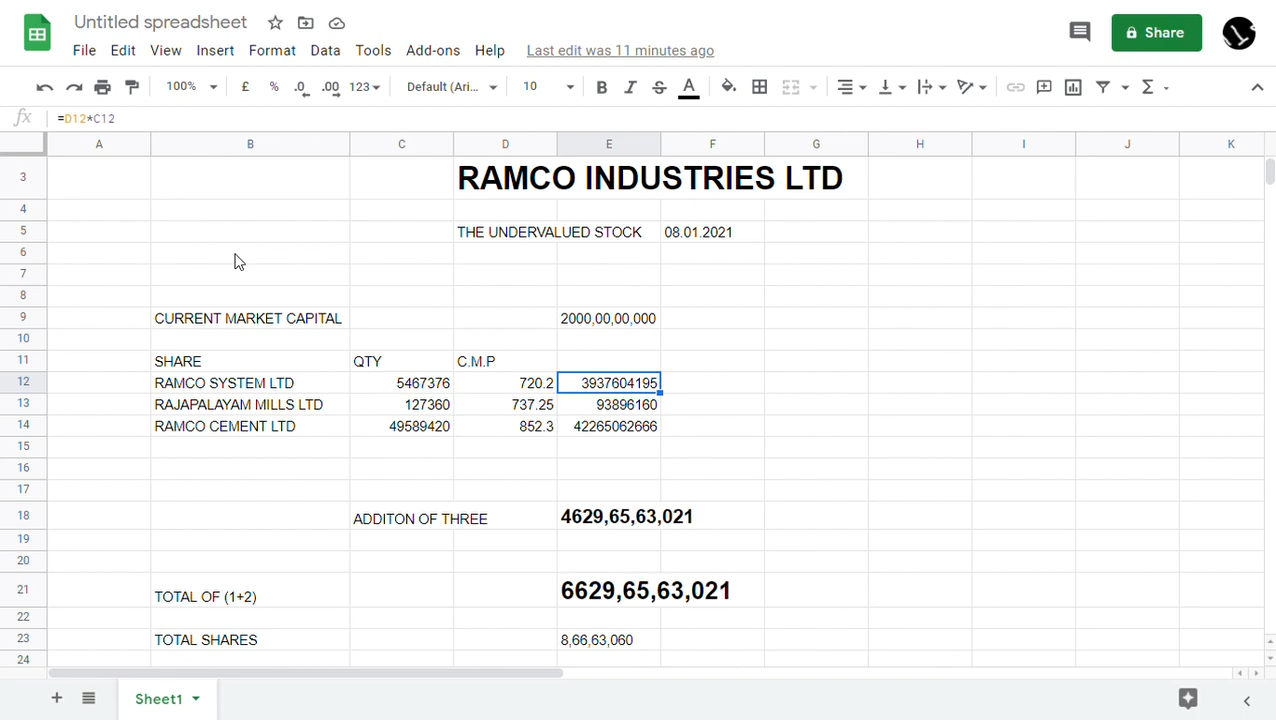 Untitled spreadsheet
File Edit View Insert Format Data Tools Add-ons Help Last edit was 11 minutes ago
Share
100% £ % .0 .00 123 Default (Ari... 10 B I S A Σ
fx =D12*C12
A B C D E F G H I J K
3 RAMCO INDUSTRIES LTD
4
5 THE UNDERVALUED STOCK 08.01.2021
6
7
8
9 CURRENT MARKET CAPITAL 2000,00,00,000
10
11 SHARE QTY C.M.P
12 RAMCO SYSTEM LTD 5467376 720.2 3937604195
13 RAJAPALAYAM MILLS LTD 127360 737.25 93896160
14 RAMCO CEMENT LTD 49589420 852.3 42265062666
15
16
17
18 ADDITON OF THREE 4629,65,63,021
19
20
21 TOTAL OF (1+2) 6629,65,63,021
22
23 TOTAL SHARES 8,66,63,060
24
Sheet1